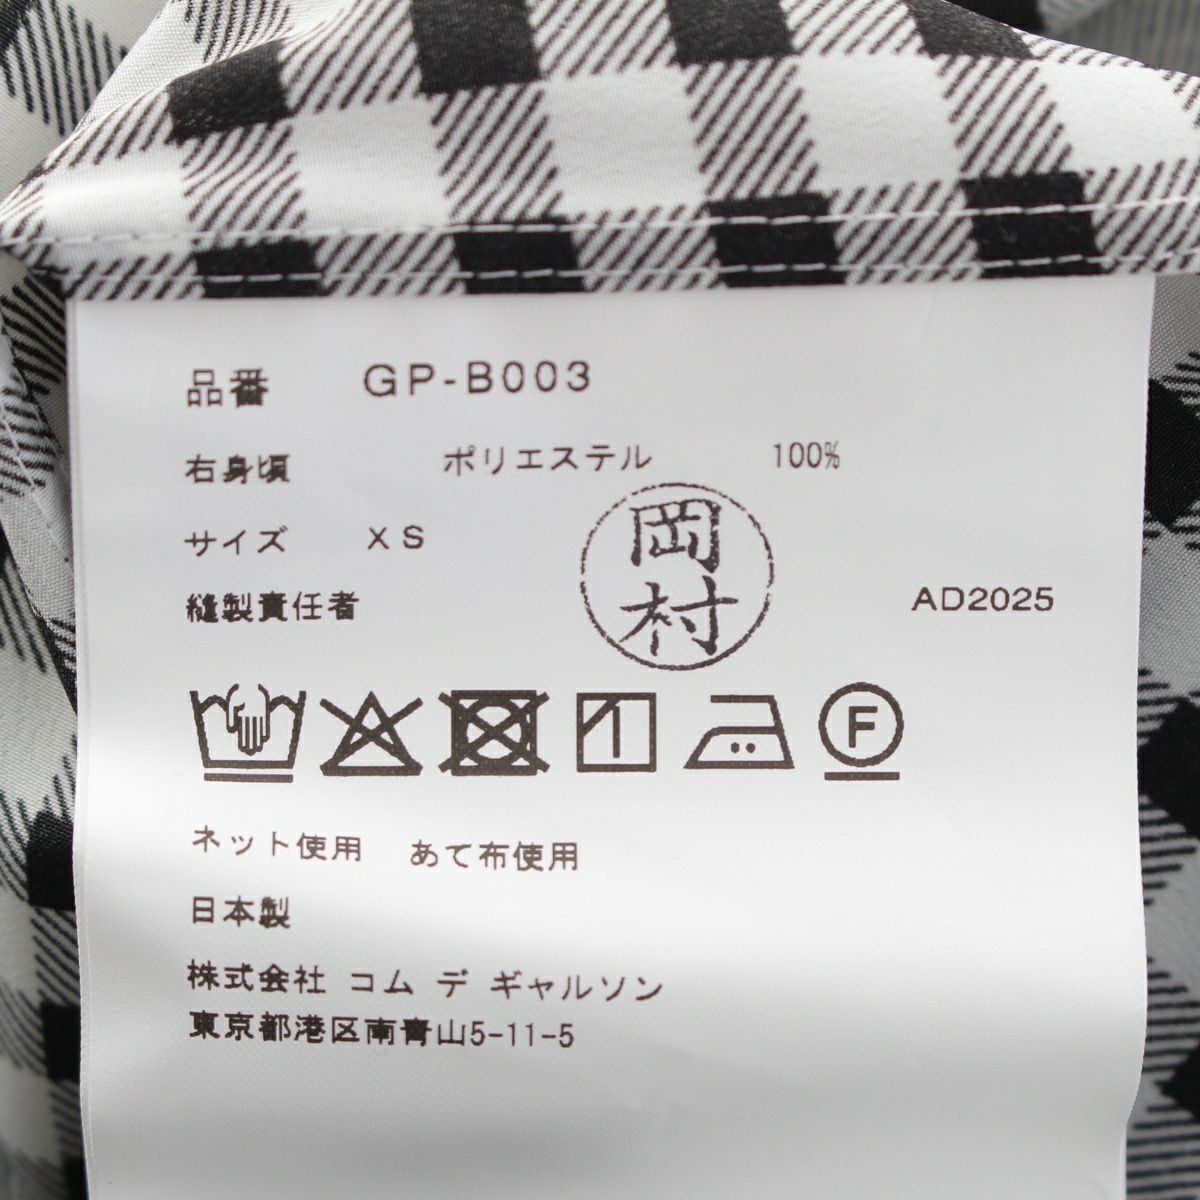 品番 GP-B003
右身頃 ポリエステル 100%
サイズ XS
縫製責任者 岡村 AD2025
F
ネット使用 あて布使用
日本製
株式会社 コム デ ギャルソン
東京都港区南青山5-11-5